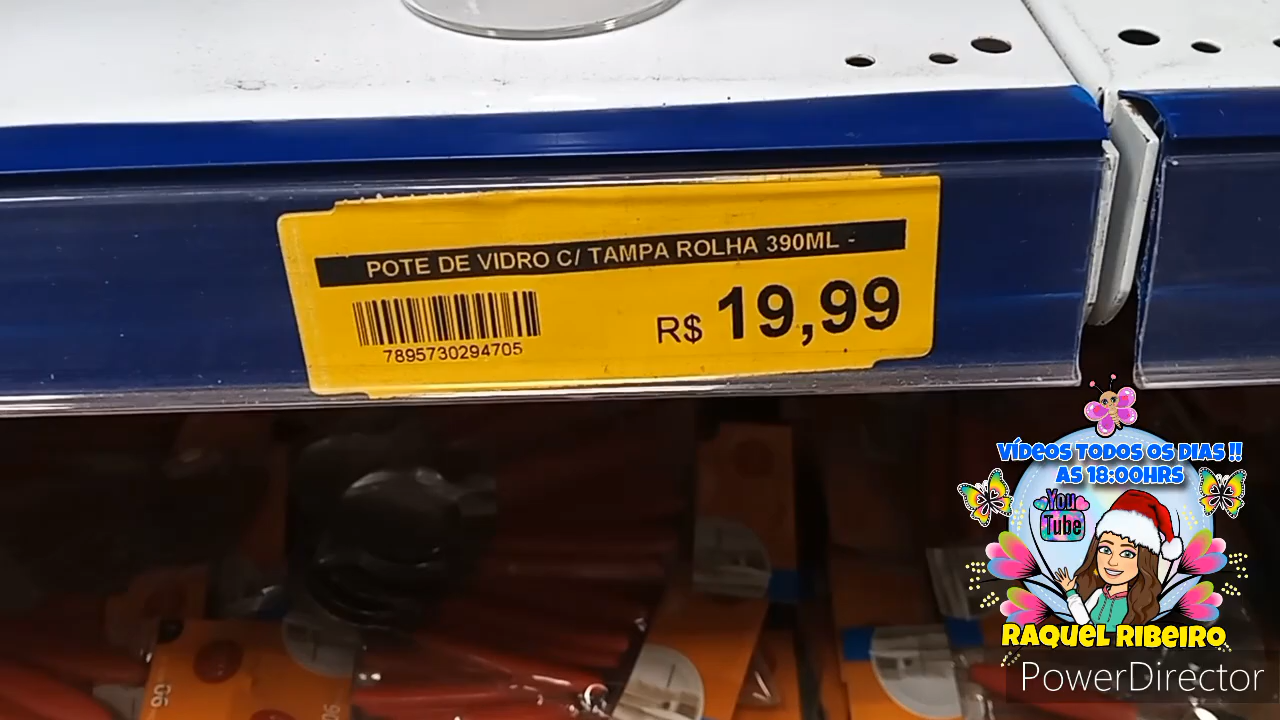 POTE DE VIDRO C/ TAMPA ROLHA 390ML -
R$ 19,99
7895730294705
VÍDEOS TODOS OS DIAS !!
AS 18:00HRS
You
Tube
RAQUEL RIBEIRO
PowerDirector